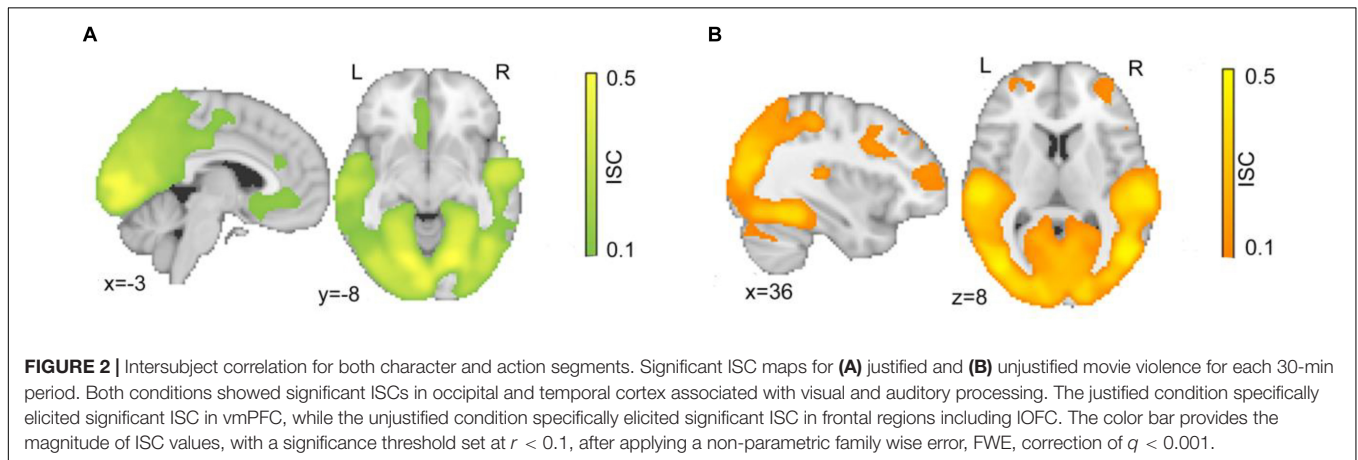 A
B
L R
0.5
ISC
0.1
x=-3
y=-8
L R
0.5
ISC
0.1
x=36
z=8
FIGURE 2 | Intersubject correlation for both character and action segments. Significant ISC maps for (A) justified and (B) unjustified movie violence for each 30-min
period. Both conditions showed significant ISCs in occipital and temporal cortex associated with visual and auditory processing. The justified condition specifically
elicited significant ISC in vmPFC, while the unjustified condition specifically elicited significant ISC in frontal regions including lOFC. The color bar provides the
magnitude of ISC values, with a significance threshold set at r < 0.1, after applying a non-parametric family wise error, FWE, correction of q < 0.001.